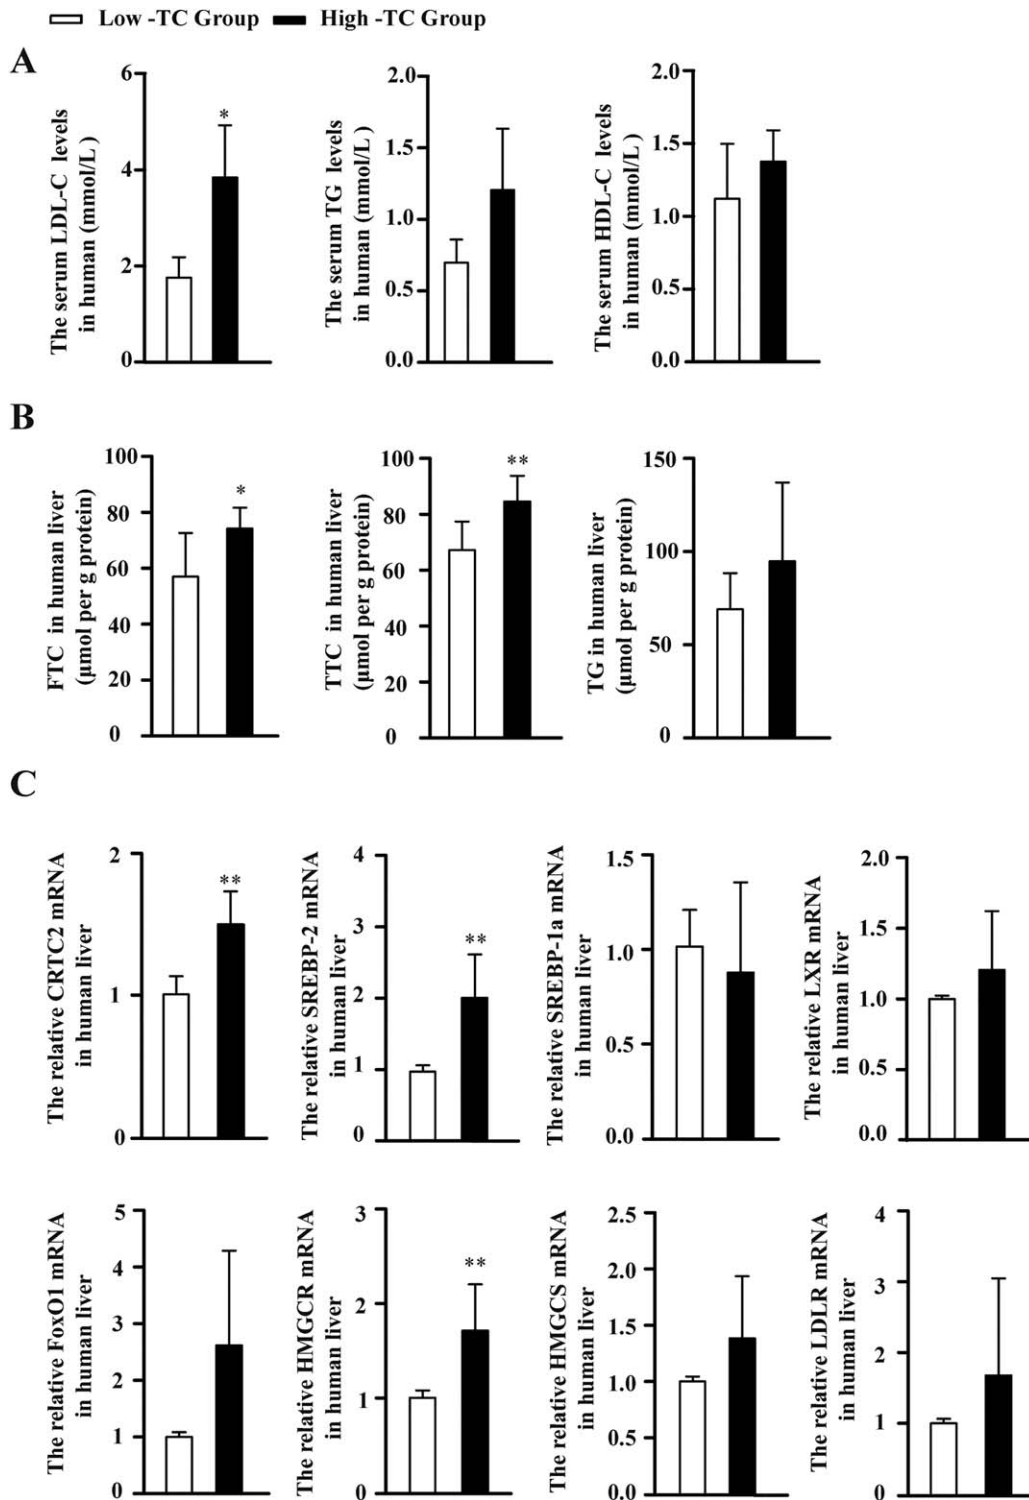 Low -TC Group High -TC Group
A
The serum LDL-C levels
in human (mmol/L )
6
4
2
0
*
The serum TG levels
in human (mmol/L )
2.0
1.5
1.0
0.5
0.0
The serum HDL-C levels
in human (mmol/L )
2.0
1.5
1.0
0.5
0.0
B
FTC in human liver
(μmol per g protein)
100
80
60
40
20
0
*
TTC in human liver
(μmol per g protein)
100
80
60
40
20
0
**
TG in human liver
(μmol per g protein)
150
100
50
0
C
The relative CRTC2 mRNA
in human liver
2
1
0
**
The relative SREBP-2 mRNA
in human liver
4
3
2
1
0
**
The relative SREBP-1a mRNA
in human liver
1.5
1.0
0.5
0.0
The relative LXR mRNA
in human liver
2.0
1.5
1.0
0.5
0.0
The relative FoxO1 mRNA
in human liver
5
4
3
2
1
0
The relative HMGCR mRNA
in human liver
3
2
1
0
**
The relative HMGCS mRNA
in human liver
2.5
2.0
1.5
1.0
0.5
0.0
The relative LDLR mRNA
in human liver
4
3
2
1
0